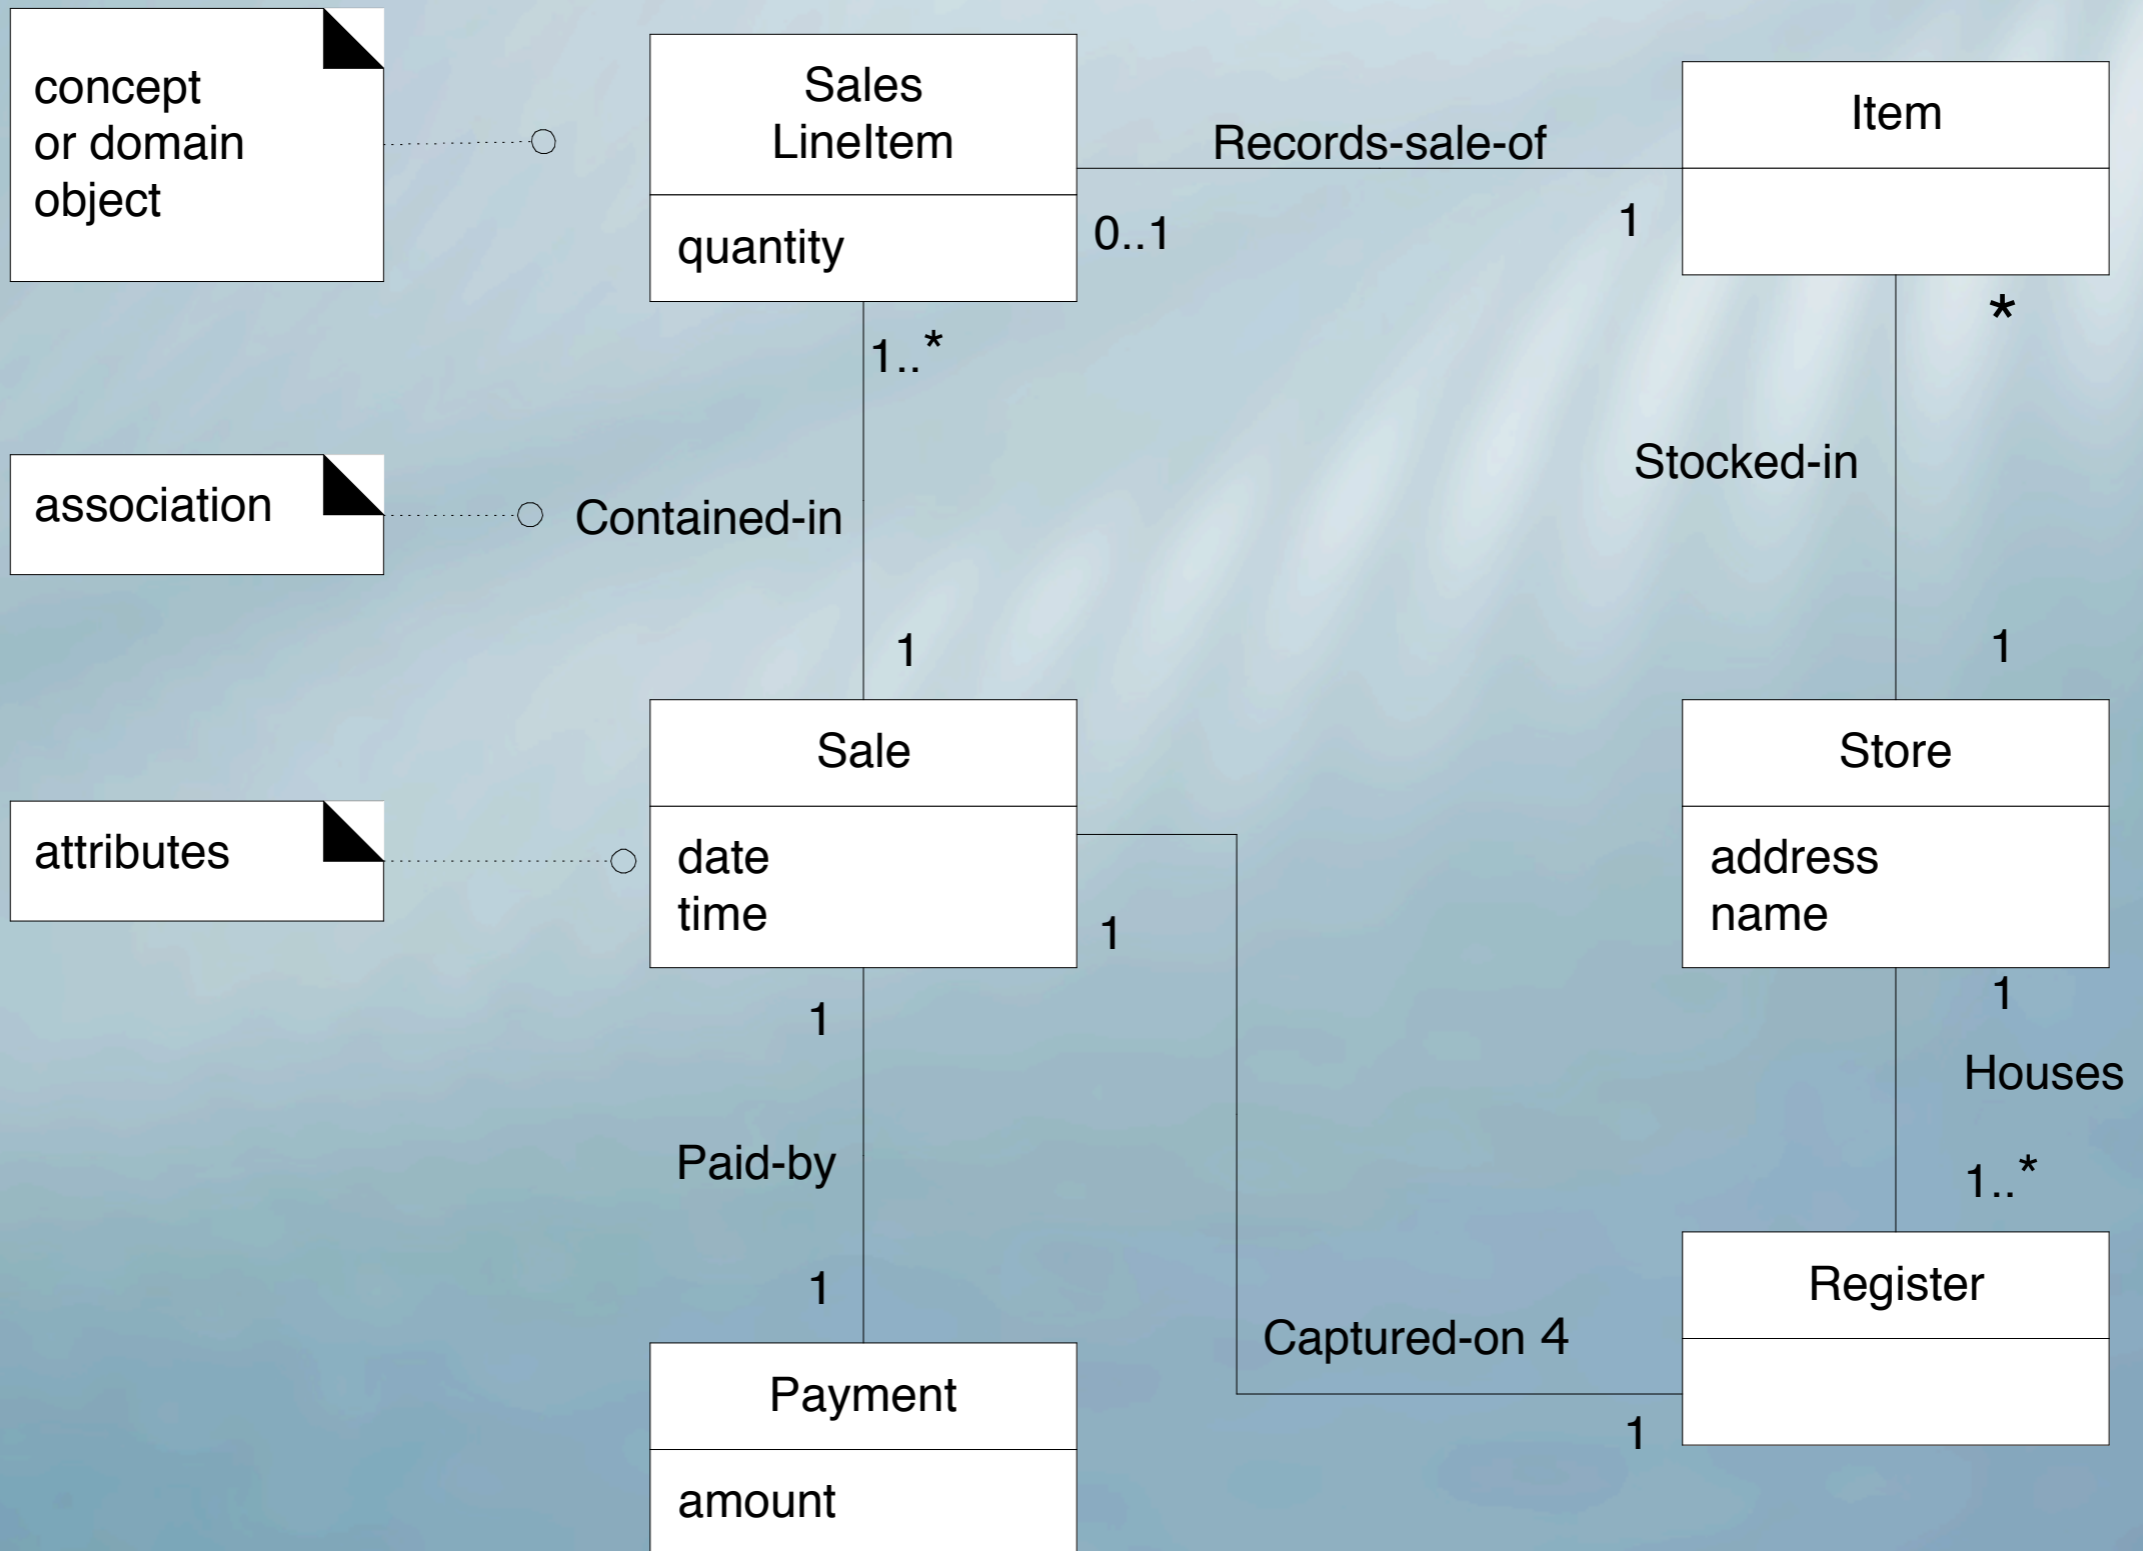 concept
or domain
object
Sales
LineItem
quantity
Records-sale-of
0..1
1
Item
*
1..*
association
Contained-in
Stocked-in
1
1
attributes
Sale
date
time
1
Store
address
name
1
1
Houses
Paid-by
1..*
1
Captured-on 4
Register
1
Payment
amount